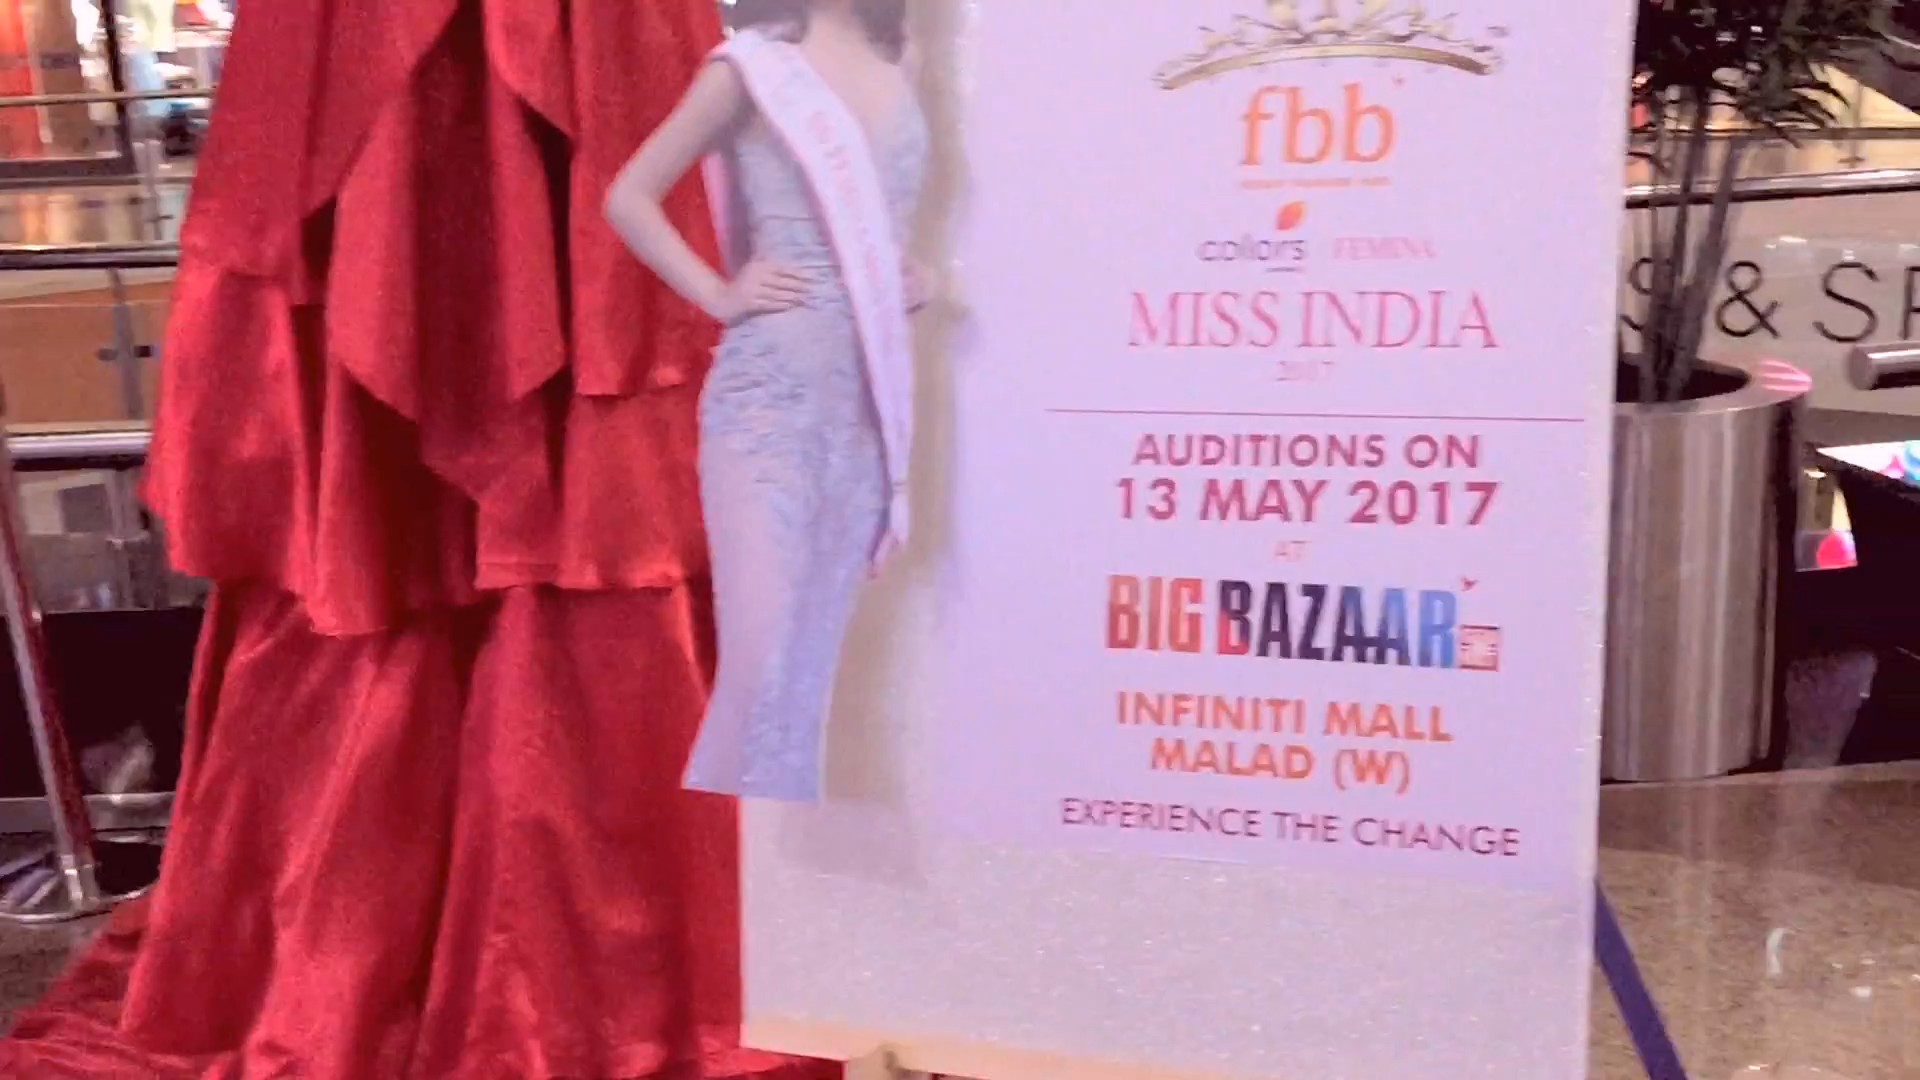 fbb
colors FEMINA
MISS INDIA
2017
AUDITIONS ON
13 MAY 2017
AT
BIG BAZAAR
INFINITI MALL
MALAD (W)
EXPERIENCE THE CHANGE
S & SP